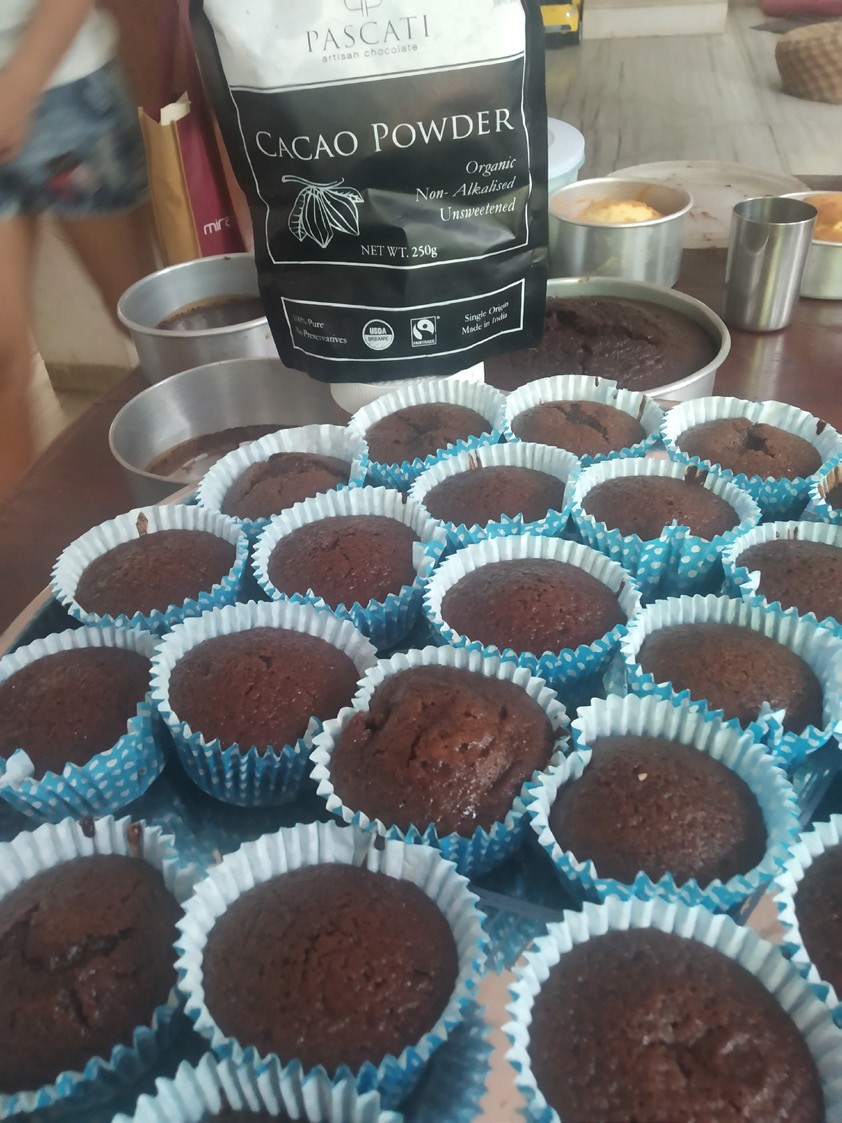 PASCATI
artisan chocolate
CACAO POWDER
Organic
Non- Alkalised
Unsweetened
NET WT. 250g
100% Pure
No Preservatives
USDA
ORGANIC
FAIRTRADE
Single Origin
Made in India